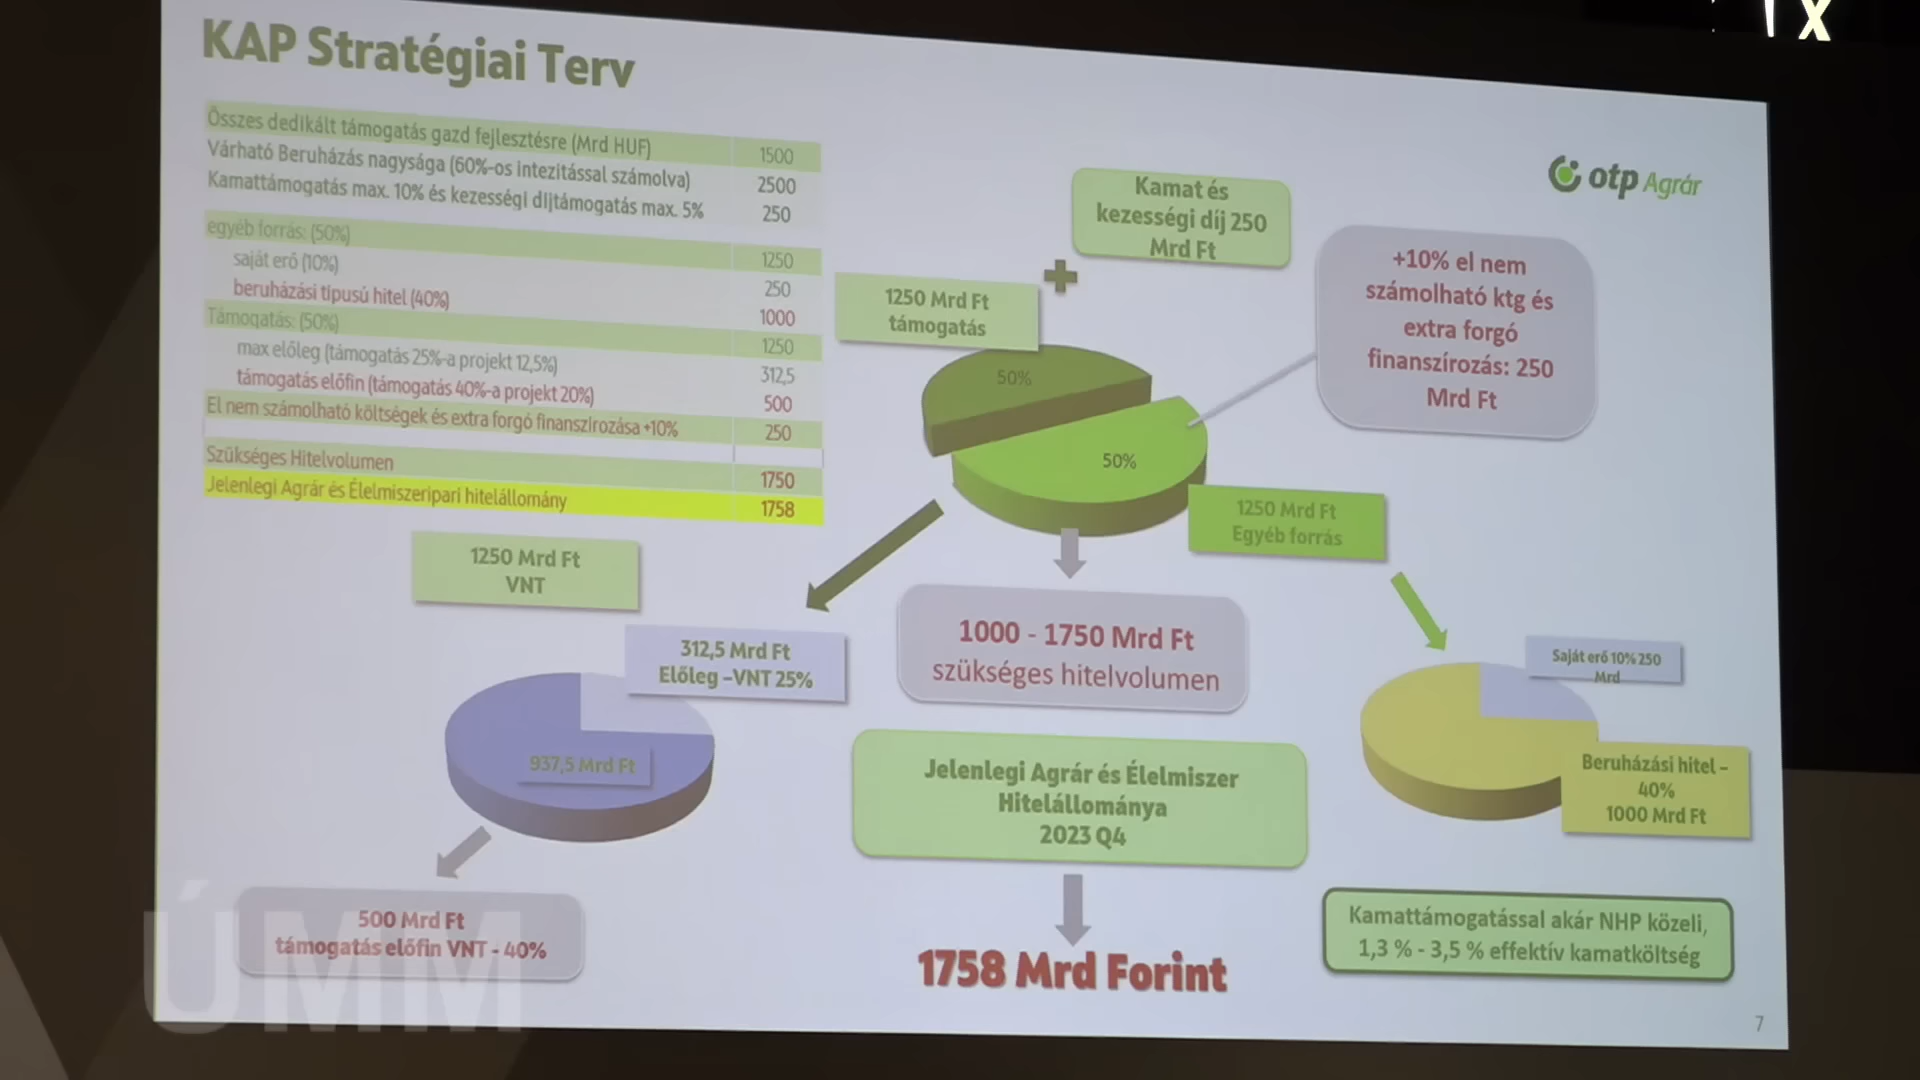 KAP Stratégiai Terv
Összes dedikált támogatás gazd fejlesztésre (Mrd HUF) 1500
Várható Beruházás nagysága (60%-os intezitással számolva) 2500
Kamattámogatás max. 10% és kezességi díjtámogatás max. 5% 250
egyéb forrás: (50%) 1250
saját erő (10%) 250
beruházási típusú hitel (40%) 1000
Támogatás: (50%) 1250
max előleg (támogatás 25%-a projekt 12,5%) 312,5
támogatás előfin (támogatás 40%-a projekt 20%) 500
El nem számolható költségek és extra forgó finanszírozása +10% 250
Szükséges Hitelvolumen 1750
Jelenlegi Agrár és Élelmiszeripari hitelállomány 1758
otp Agrár
Kamat és
kezességi díj 250
Mrd Ft
1250 Mrd Ft
támogatás
+10% el nem
számolható ktg és
extra forgó
finanszírozás: 250
Mrd Ft
50%
50%
1250 Mrd Ft
Egyéb forrás
1250 Mrd Ft
VNT
312,5 Mrd Ft
Előleg –VNT 25%
937,5 Mrd Ft
1000 - 1750 Mrd Ft
szükséges hitelvolumen
Saját erő 10% 250
Mrd
Beruházási hitel –
40%
1000 Mrd Ft
Jelenlegi Agrár és Élelmiszer
Hitelállománya
2023 Q4
500 Mrd Ft
támogatás előfin VNT - 40%
1758 Mrd Forint
Kamattámogatással akár NHP közeli,
1,3 % - 3,5 % effektív kamatköltség
7
ÚMM